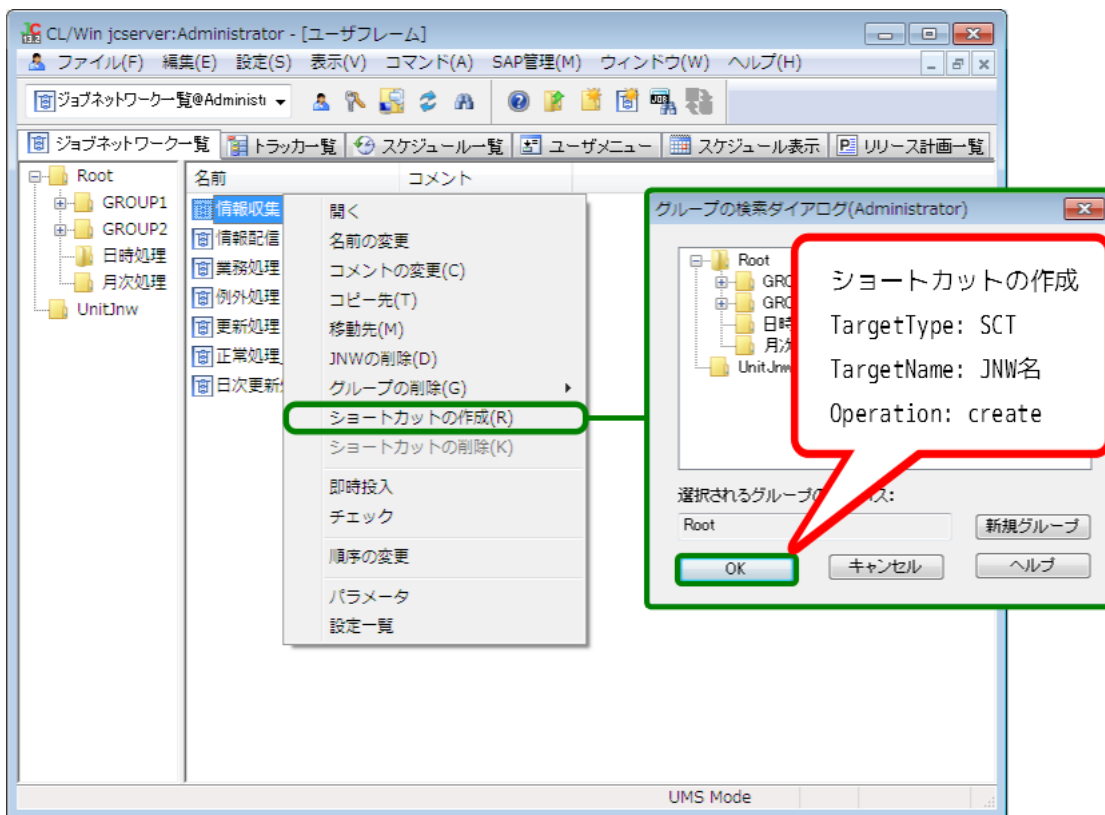 CL/Win jcserver:Administrator - [ユーザフレーム]
ファイル(F) 編集(E) 設定(S) 表示(V) コマンド(A) SAP管理(M) ウィンドウ(W) ヘルプ(H)
ジョブネットワーク一覧@Administr
ジョブネットワーク一覧 トラッカ一覧 スケジュール一覧 ユーザメニュー スケジュール表示 リリース計画一覧
Root
GROUP1
GROUP2
日時処理
月次処理
UnitJnw
名前 コメント
情報収集
情報配信
業務処理
例外処理
更新処理
正常処理_
日次更新
開く
名前の変更
コメントの変更(C)
コピー先(T)
移動先(M)
JNWの削除(D)
グループの削除(G)
ショートカットの作成(R)
ショートカットの削除(K)
即時投入
チェック
順序の変更
パラメータ
設定一覧
グループの検索ダイアログ(Administrator)
Root
GRO
GRO
日時
月次
UnitJnw
ショートカットの作成
TargetType: SCT
TargetName: JNW名
Operation: create
選択されるグループの ス:
Root
新規グループ
OK キャンセル ヘルプ
UMS Mode